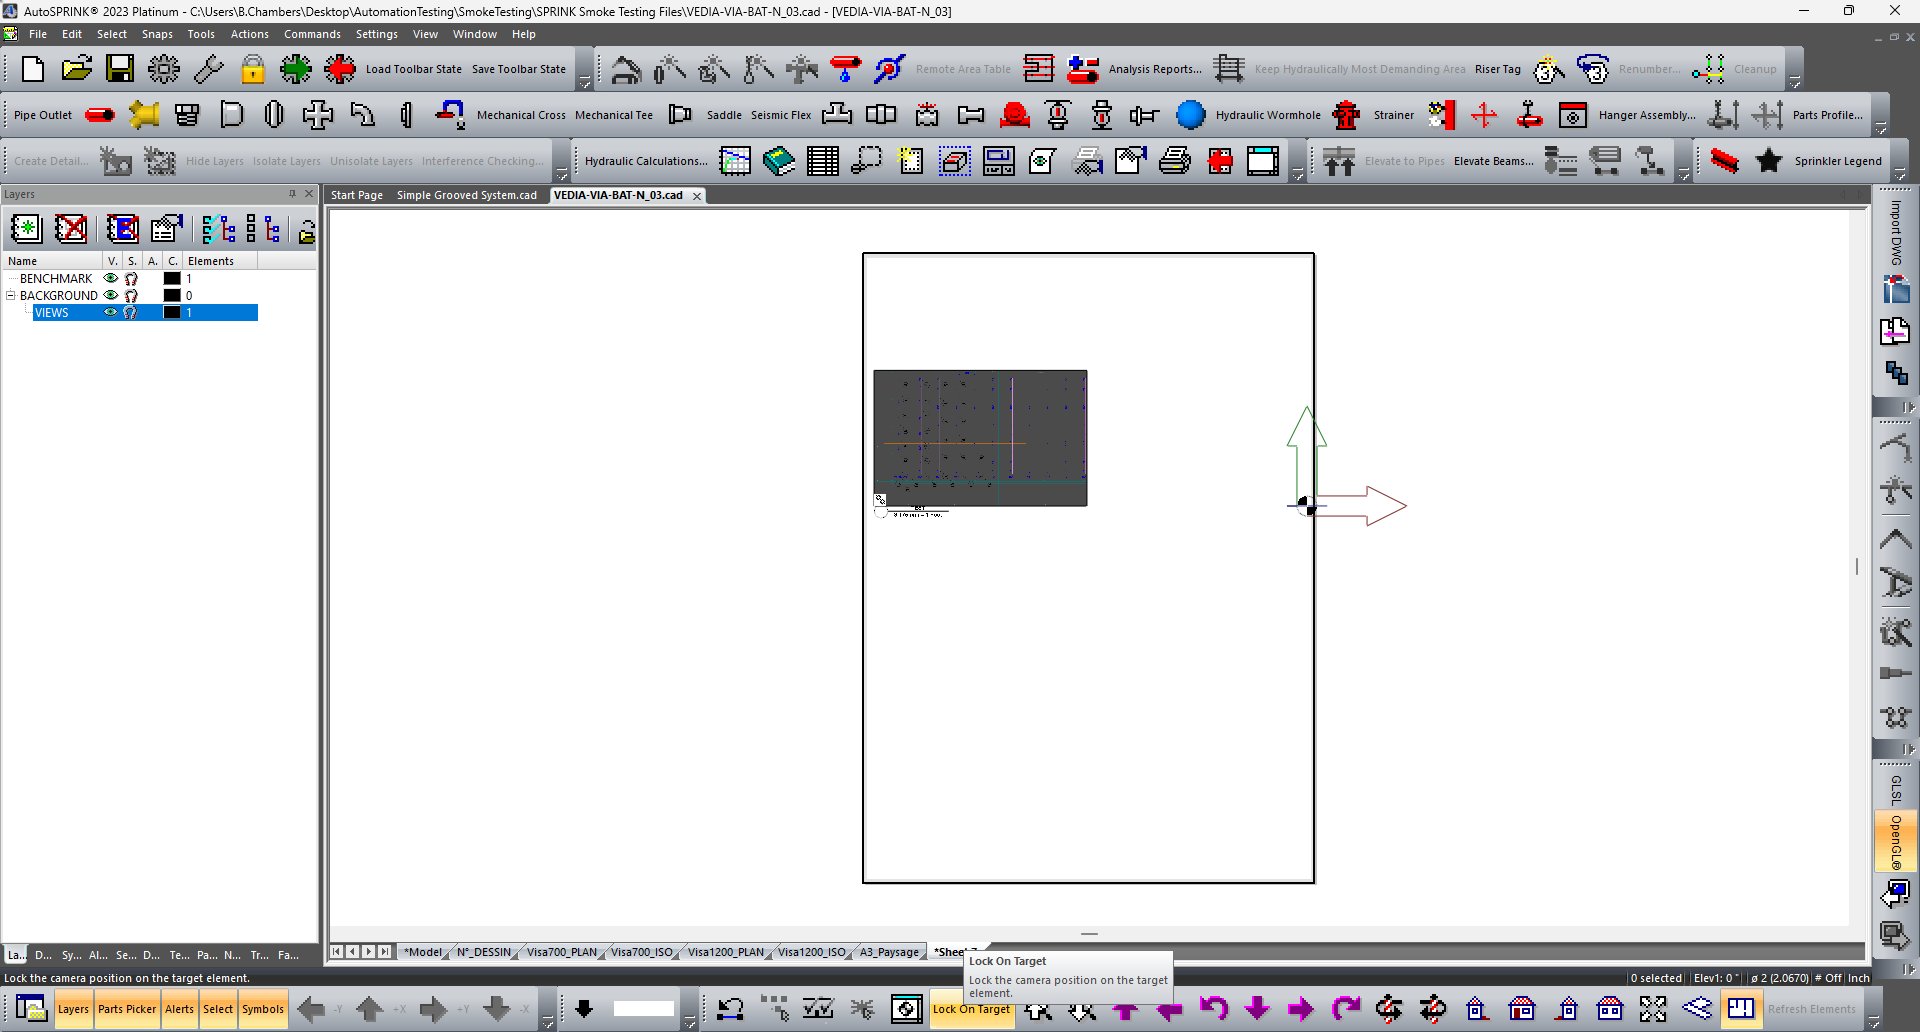 AutoSPRINK® 2023 Platinum - C:\Users\B.Chambers\Desktop\AutomationTesting\SmokeTesting\SPRINK Smoke Testing Files\VEDIA-VIA-BAT-N_03.cad - [VEDIA-VIA-BAT-N_03]
File Edit Select Snaps Tools Actions Commands Settings View Window Help
Load Toolbar State Save Toolbar State Remote Area Table Analysis Reports... Keep Hydraulically Most Demanding Area Riser Tag Renumber... Cleanup
Pipe Outlet Mechanical Cross Mechanical Tee Saddle Seismic Flex Hydraulic Wormhole Strainer Hanger Assembly... Parts Profile...
Create Detail... Hide Layers Isolate Layers Unisolate Layers Interference Checking... Hydraulic Calculations... Elevate to Pipes Elevate Beams... Sprinkler Legend
Layers
Start Page Simple Grooved System.cad VEDIA-VIA-BAT-N_03.cad
Name V. S. A. C. Elements
BENCHMARK 1
BACKGROUND 0
VIEWS 1
Import DWG
GLSL
OpenGL®
La... D... Sy... Al... Se... D... Te... Pa... N... Tr... Fa...
*Model N°_DESSIN Visa700_PLAN Visa700_ISO Visa1200_PLAN Visa1200_ISO A3_Paysage
Lock On Target
Lock the camera position on the target
element.
Lock the camera position on the target element.
0 selected Elev1: 0 " ø 2 (2.0670) # Off Inch
Layers Parts Picker Alerts Select Symbols -Y +X +Y -X Lock On Target Refresh Elements